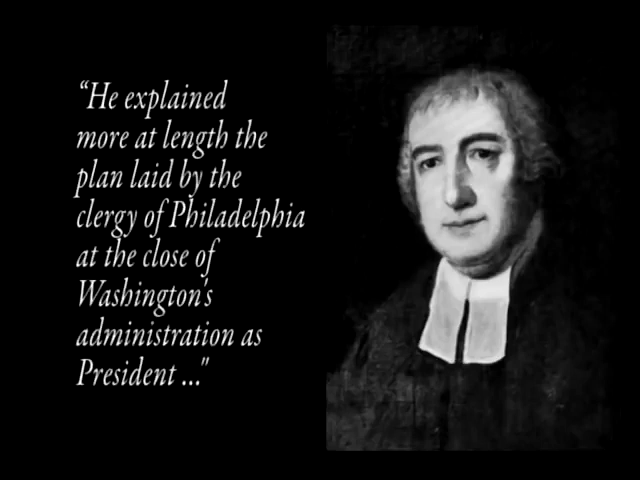 “He explained
more at length the
plan laid by the
clergy of Philadelphia
at the close of
Washington's
administration as
President ..."